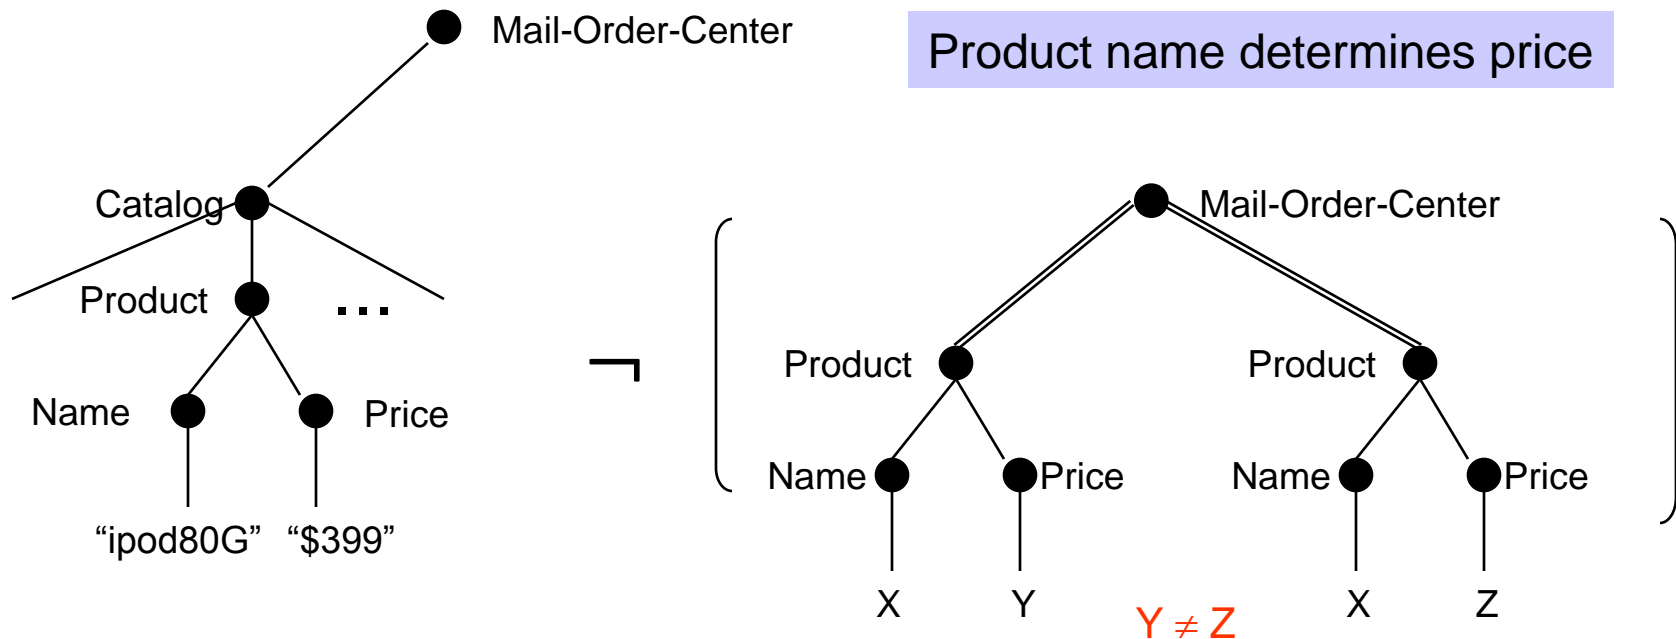 Mail-Order-Center
Product name determines price
Catalog
Mail-Order-Center
Product ...
Product
Product
¬
Name
Price
Name
Price
Name
Price
“ipod80G” “$399”
X
Y
X
Z
Y ≠ Z